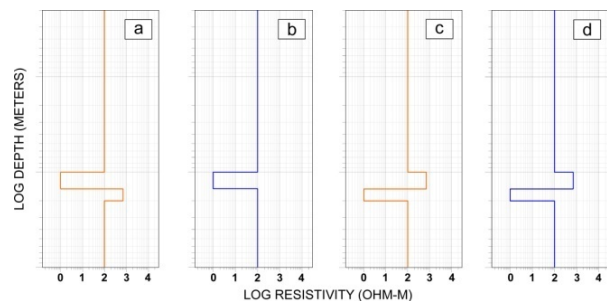 a
b
c
d
LOG DEPTH (METERS)
0 1 2 3 4
0 1 2 3 4
0 1 2 3 4
0 1 2 3 4
LOG RESISTIVITY (OHM-M)